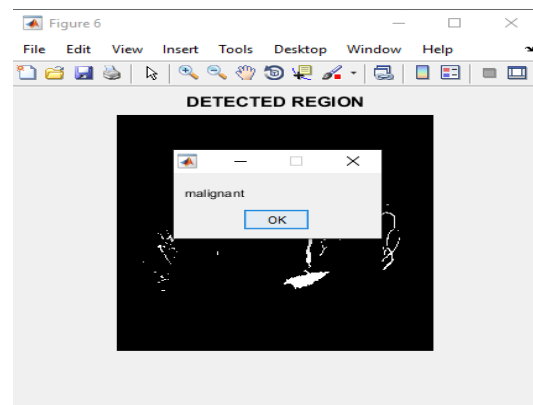 Figure 6
File Edit View Insert Tools Desktop Window Help
DETECTED REGION
malignant
OK